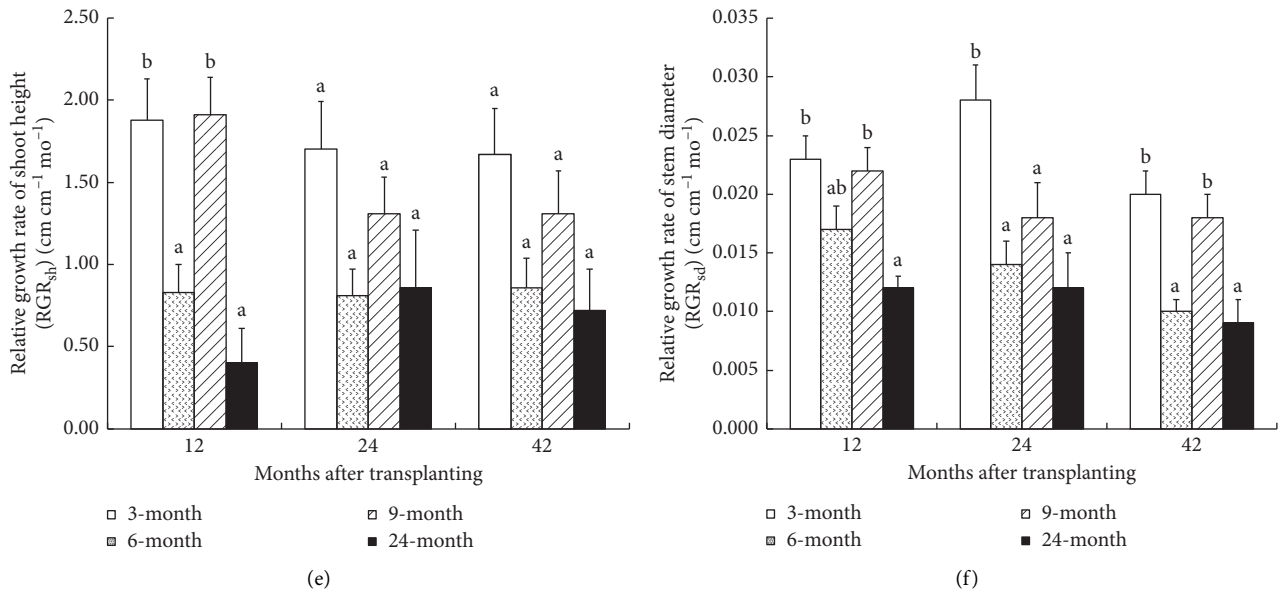 Relative growth rate of shoot height
(RGRsh) (cm cm−1 mo−1)
2.50
2.00
1.50
1.00
0.50
0.00
b
a
b
a
a
a
a
a
a
a
a
a
12
24
42
Months after transplanting
3-month
6-month
9-month
24-month
(e)
Relative growth rate of stem diameter
(RGRsd) (cm cm−1 mo−1)
0.035
0.030
0.025
0.020
0.015
0.010
0.005
0.000
b
ab
b
a
b
a
a
a
b
a
b
a
12
24
42
Months after transplanting
3-month
6-month
9-month
24-month
(f)